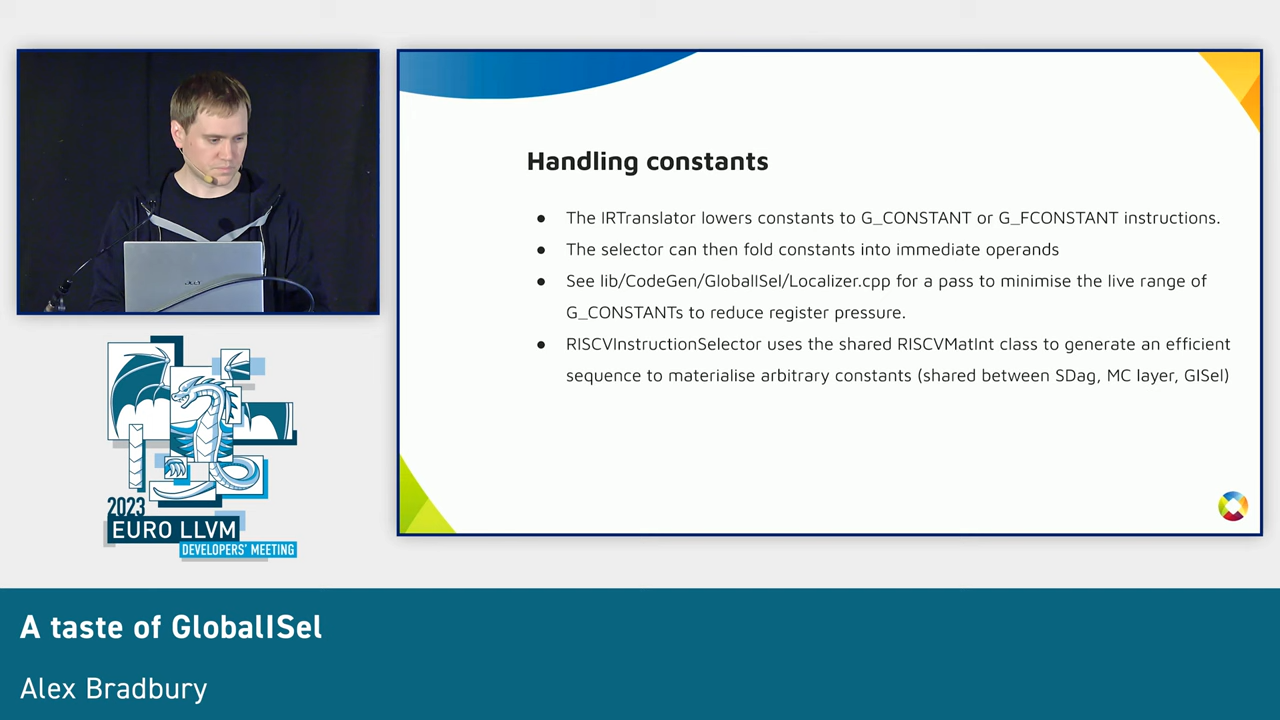 Handling constants
● The IRTranslator lowers constants to G_CONSTANT or G_FCONSTANT instructions.
● The selector can then fold constants into immediate operands
● See lib/CodeGen/GlobalISel/Localizer.cpp for a pass to minimise the live range of
G_CONSTANTs to reduce register pressure.
● RISCVInstructionSelector uses the shared RISCVMatInt class to generate an efficient
sequence to materialise arbitrary constants (shared between SDag, MC layer, GISel)
acer
2023
EURO LLVM
DEVELOPERS' MEETING
A taste of GlobalISel
Alex Bradbury